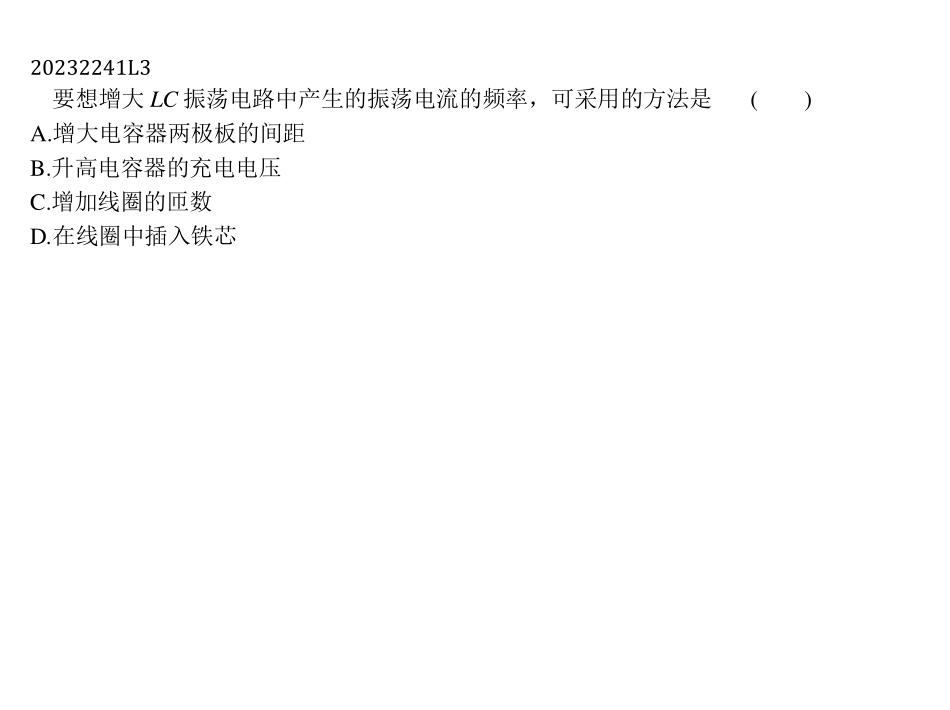 20232241L3
要想增大 LC 振荡电路中产生的振荡电流的频率，可采用的方法是 ( )
A.增大电容器两极板的间距
B.升高电容器的充电电压
C.增加线圈的匝数
D.在线圈中插入铁芯